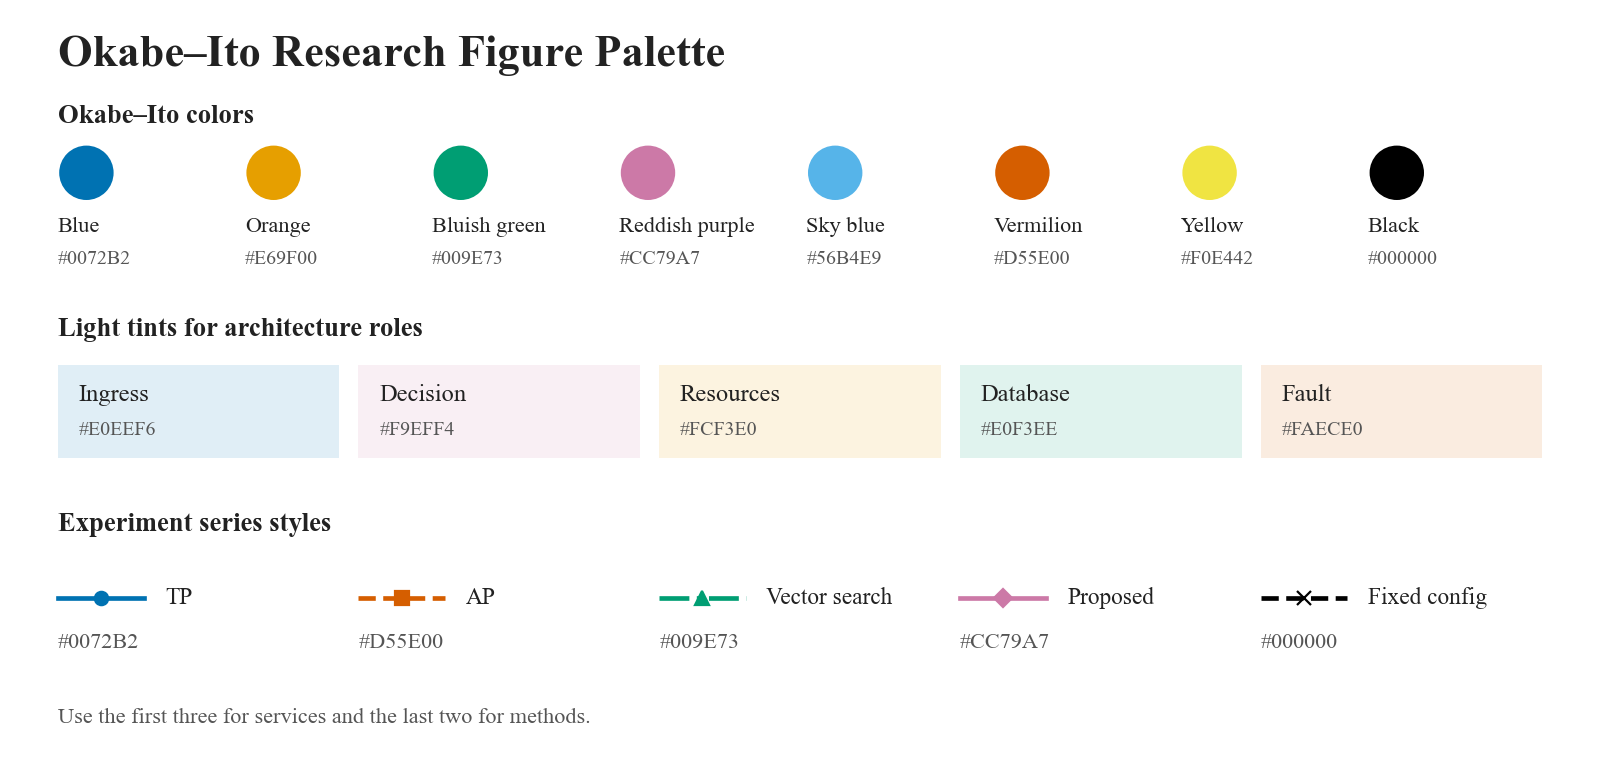 Okabe–Ito Research Figure Palette
Okabe–Ito colors
Blue Orange Bluish green Reddish purple Sky blue Vermilion Yellow Black
#0072B2 #E69F00 #009E73 #CC79A7 #56B4E9 #D55E00 #F0E442 #000000
Light tints for architecture roles
Ingress Decision Resources Database Fault
#E0EEF6 #F9EFF4 #FCF3E0 #E0F3EE #FAECE0
Experiment series styles
TP AP Vector search Proposed Fixed config
#0072B2 #D55E00 #009E73 #CC79A7 #000000
Use the first three for services and the last two for methods.